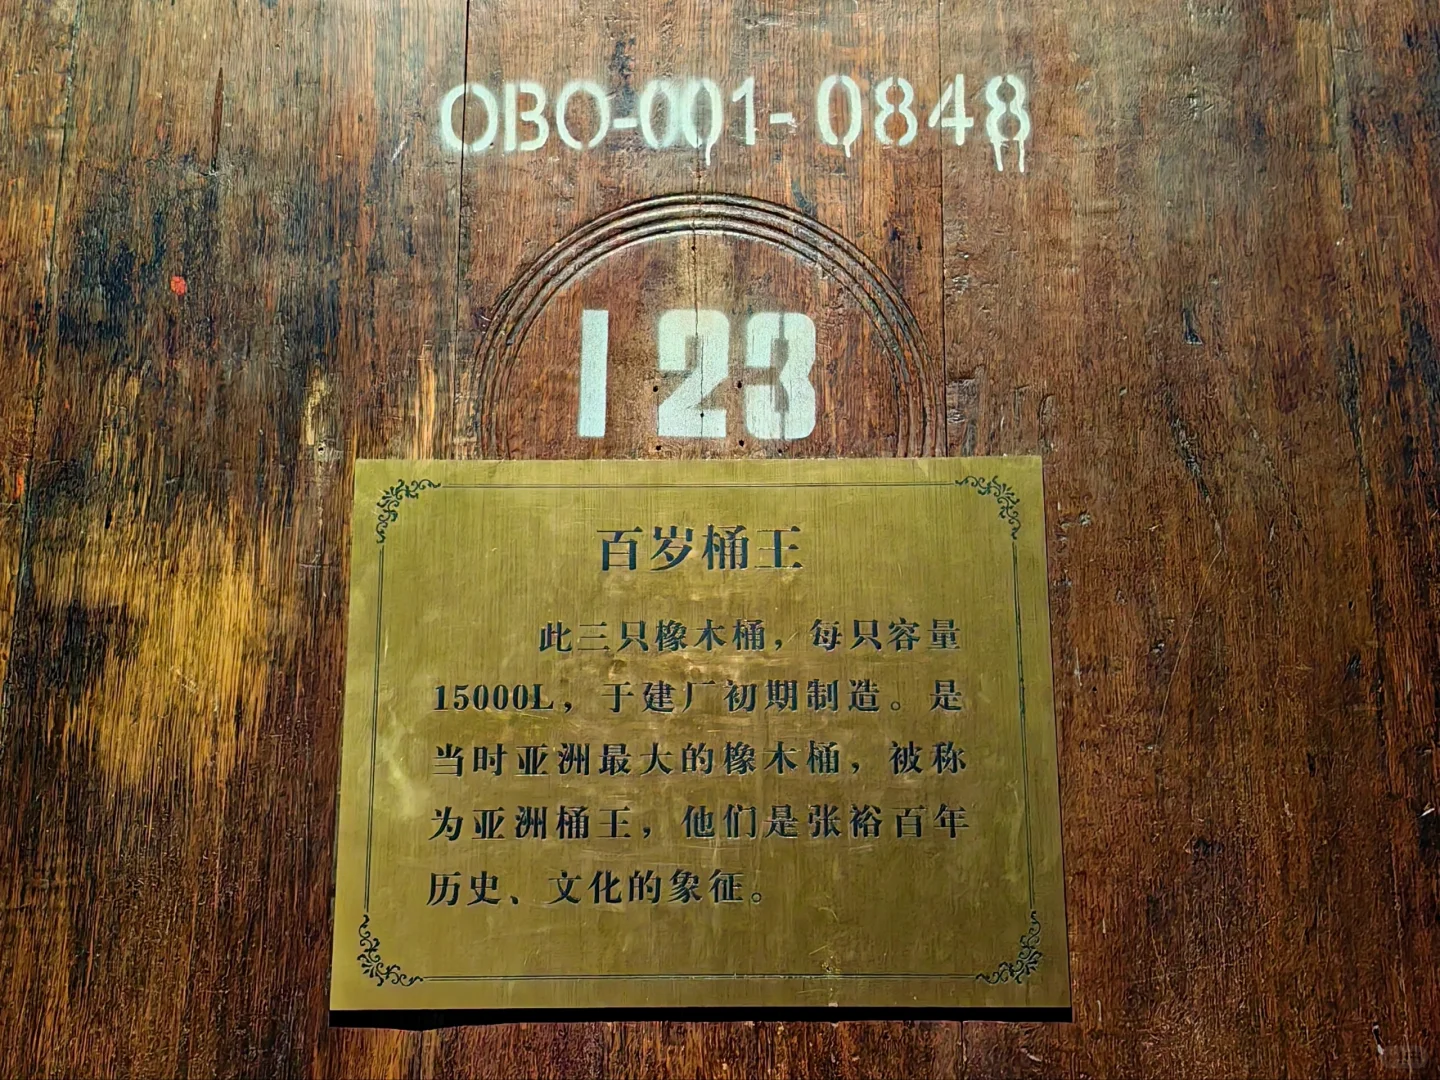 OBO-001-0848
123
百岁桶王
此三只橡木桶，每只容量
15000L，于建厂初期制造。是
当时亚洲最大的橡木桶，被称
为亚洲桶王，他们是张裕百年
历史、文化的象征。